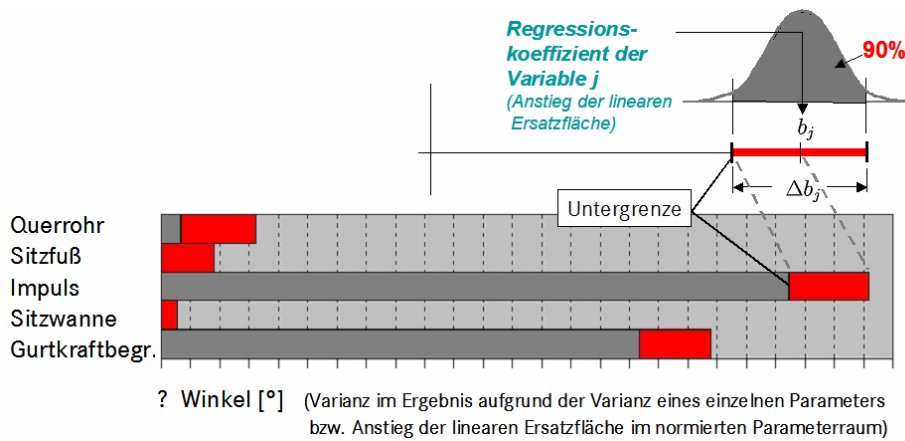 Regressions-
koeffizient der
Variable j
(Anstieg der linearen
Ersatzfläche)
90%
b_j
Δb_j
Untergrenze
Querrohr
Sitzfuß
Impuls
Sitzwanne
Gurtkraftbegr.
? Winkel [°] (Varianz im Ergebnis aufgrund der Varianz eines einzelnen Parameters
bzw. Anstieg der linearen Ersatzfläche im normierten Parameterraum)